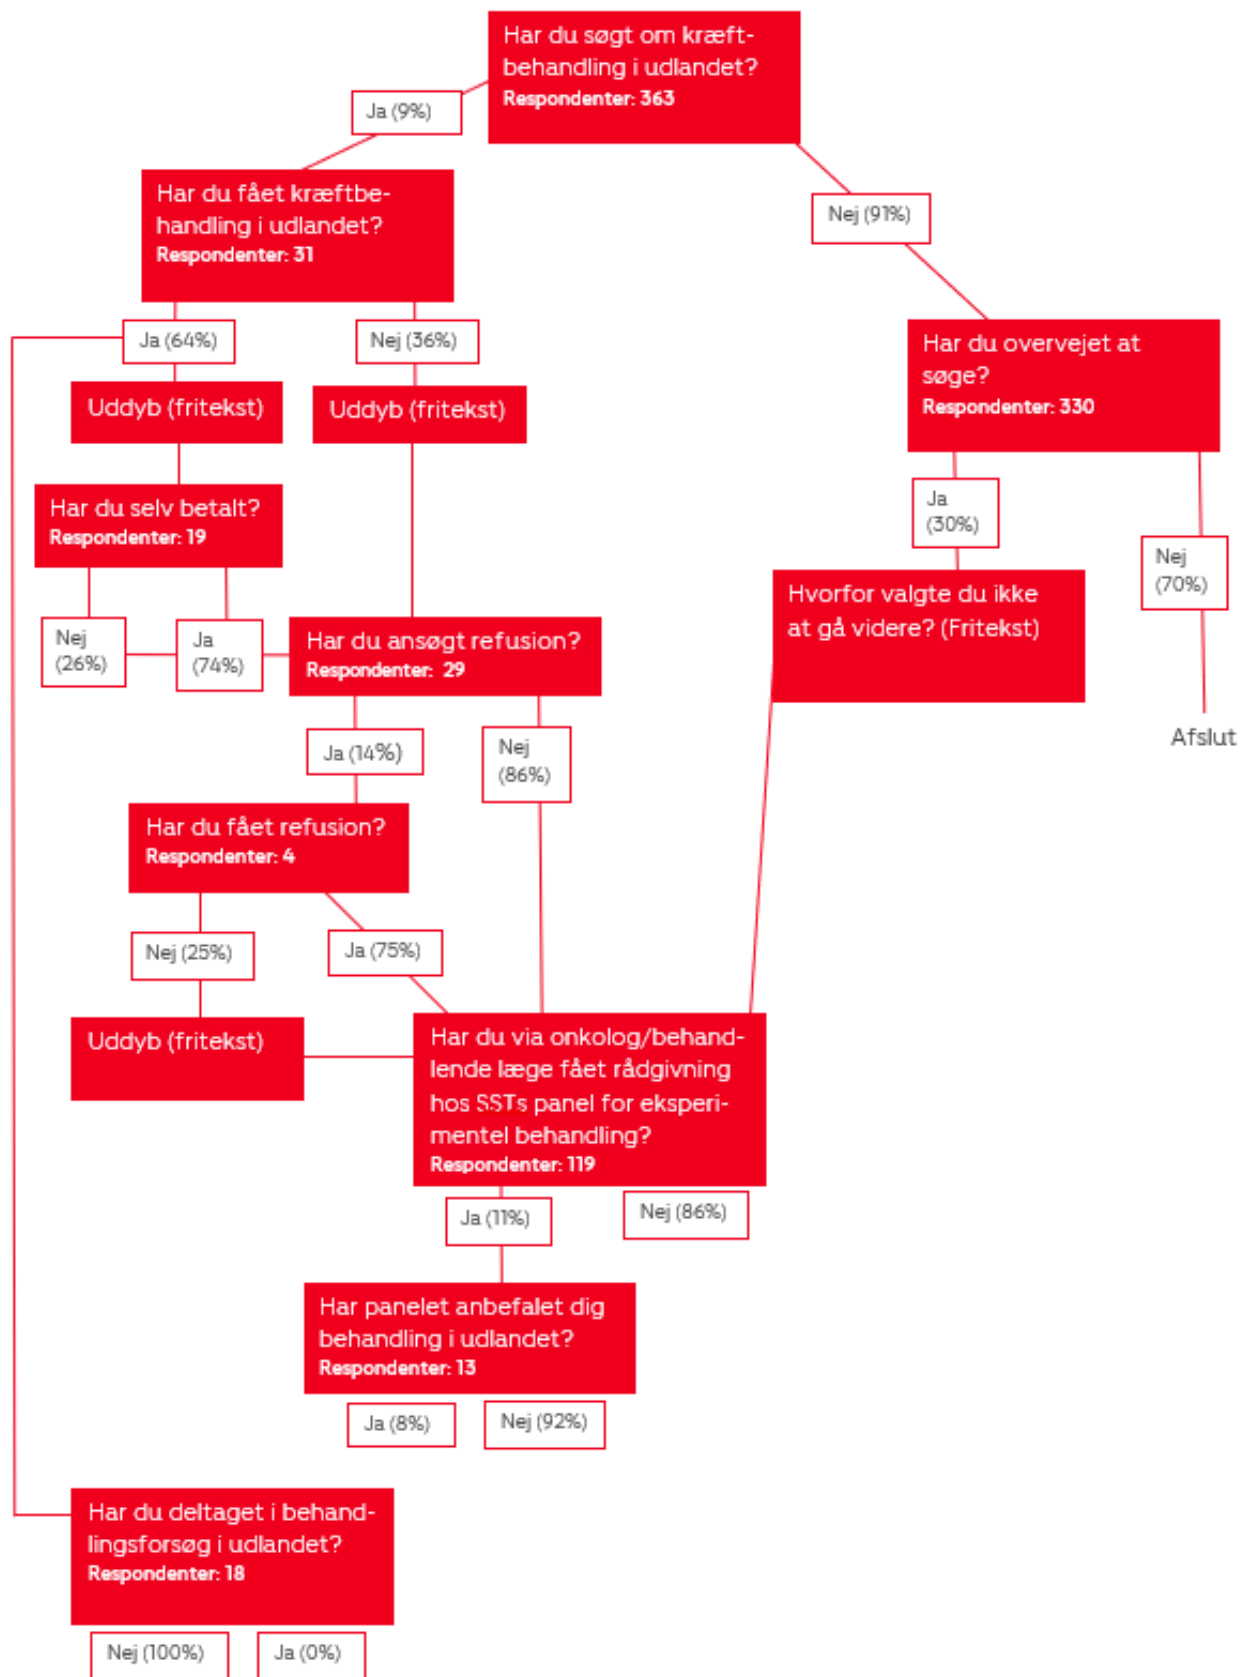 Har du søgt om kræft-
behandling i udlandet?
Respondenter: 363
Ja (9%)
Har du fået kræftbe-
handling i udlandet?
Respondenter: 31
Nej (91%)
Ja (64%)
Nej (36%)
Har du overvejet at
søge?
Respondenter: 330
Uddyb (fritekst)
Uddyb (fritekst)
Har du selv betalt?
Respondenter: 19
Ja
(30%)
Nej
(70%)
Hvorfor valgte du ikke
at gå videre? (Fritekst)
Nej
(26%)
Ja
(74%)
Har du ansøgt refusion?
Respondenter: 29
Afslut
Ja (14%)
Nej
(86%)
Har du fået refusion?
Respondenter: 4
Nej (25%)
Ja (75%)
Uddyb (fritekst)
Har du via onkolog/behand-
lende læge fået rådgivning
hos SSTs panel for eksperi-
mentel behandling?
Respondenter: 119
Ja (11%)
Nej (86%)
Har panelet anbefalet dig
behandling i udlandet?
Respondenter: 13
Ja (8%)
Nej (92%)
Har du deltaget i behand-
lingsforsøg i udlandet?
Respondenter: 18
Nej (100%)
Ja (0%)